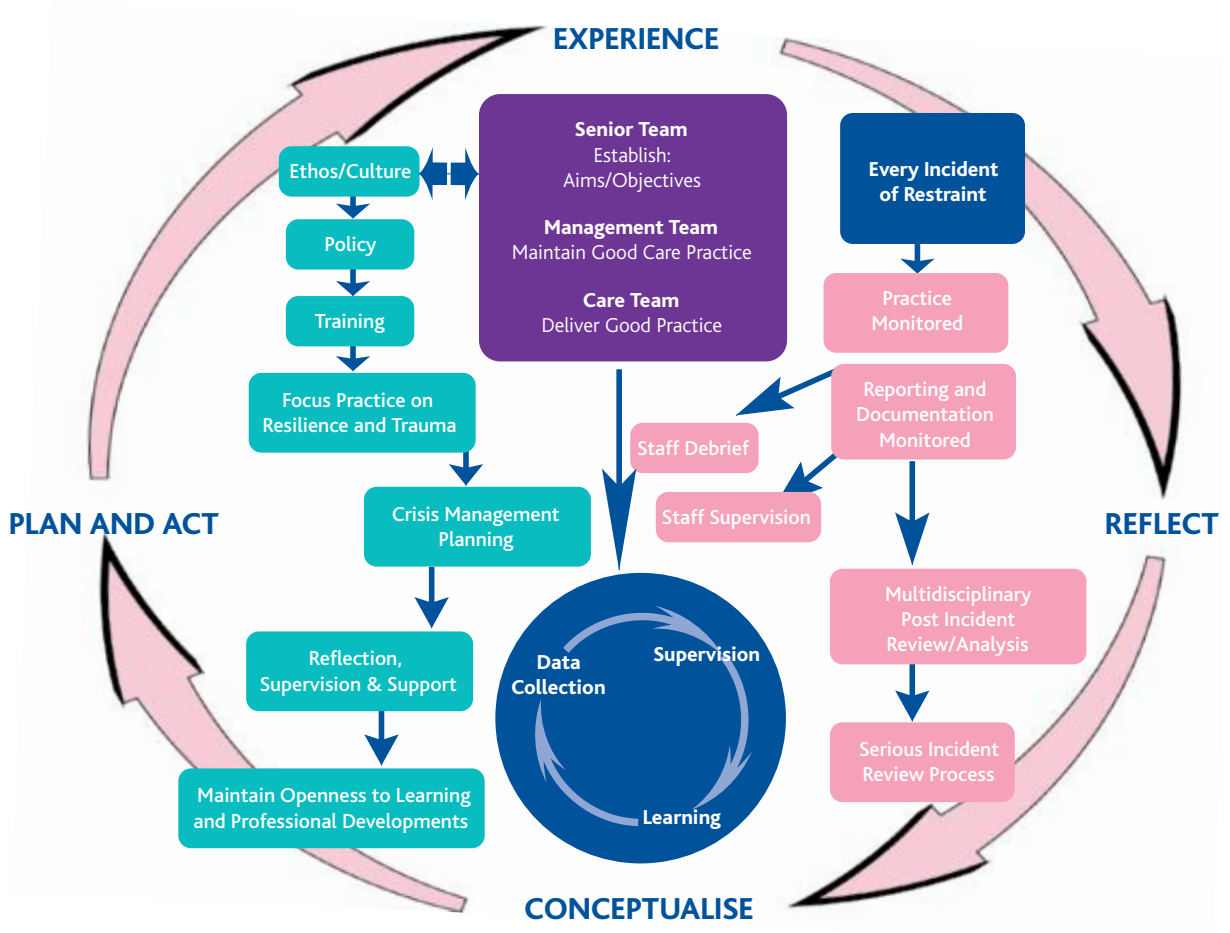 EXPERIENCE
Senior Team
Establish:
Aims/Objectives
Management Team
Maintain Good Care Practice
Care Team
Deliver Good Practice
Every Incident
of Restraint
Ethos/Culture
Policy
Training
Focus Practice on
Resilience and Trauma
Crisis Management
Planning
Reflection,
Supervision & Support
Maintain Openness to Learning
and Professional Developments
Practice
Monitored
Reporting and
Documentation
Monitored
Staff Debrief
Staff Supervision
Multidisciplinary
Post Incident
Review/Analysis
Serious Incident
Review Process
PLAN AND ACT
REFLECT
Data
Collection
Supervision
Learning
CONCEPTUALISE